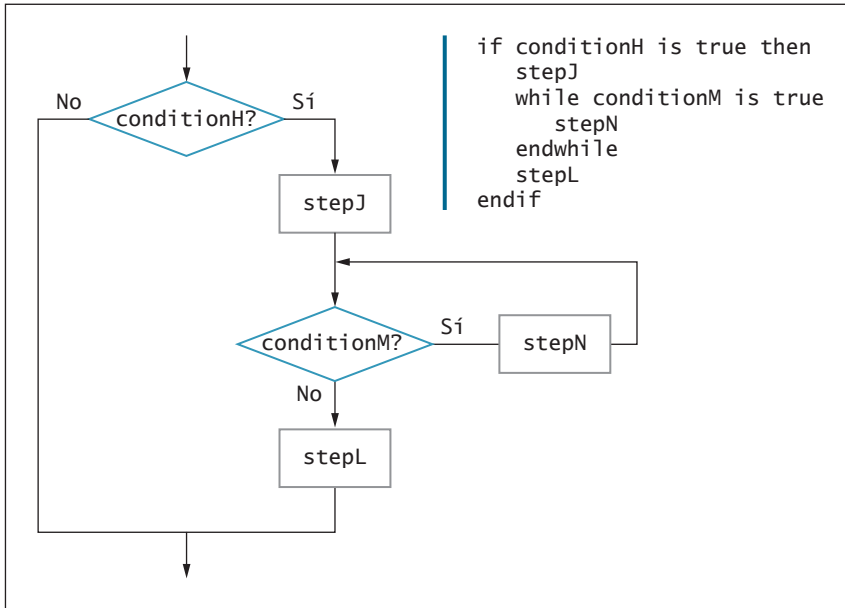 No
conditionH?
Sí
stepJ
conditionM?
Sí
stepN
No
stepL
if conditionH is true then
stepJ
while conditionM is true
stepN
endwhile
stepL
endif